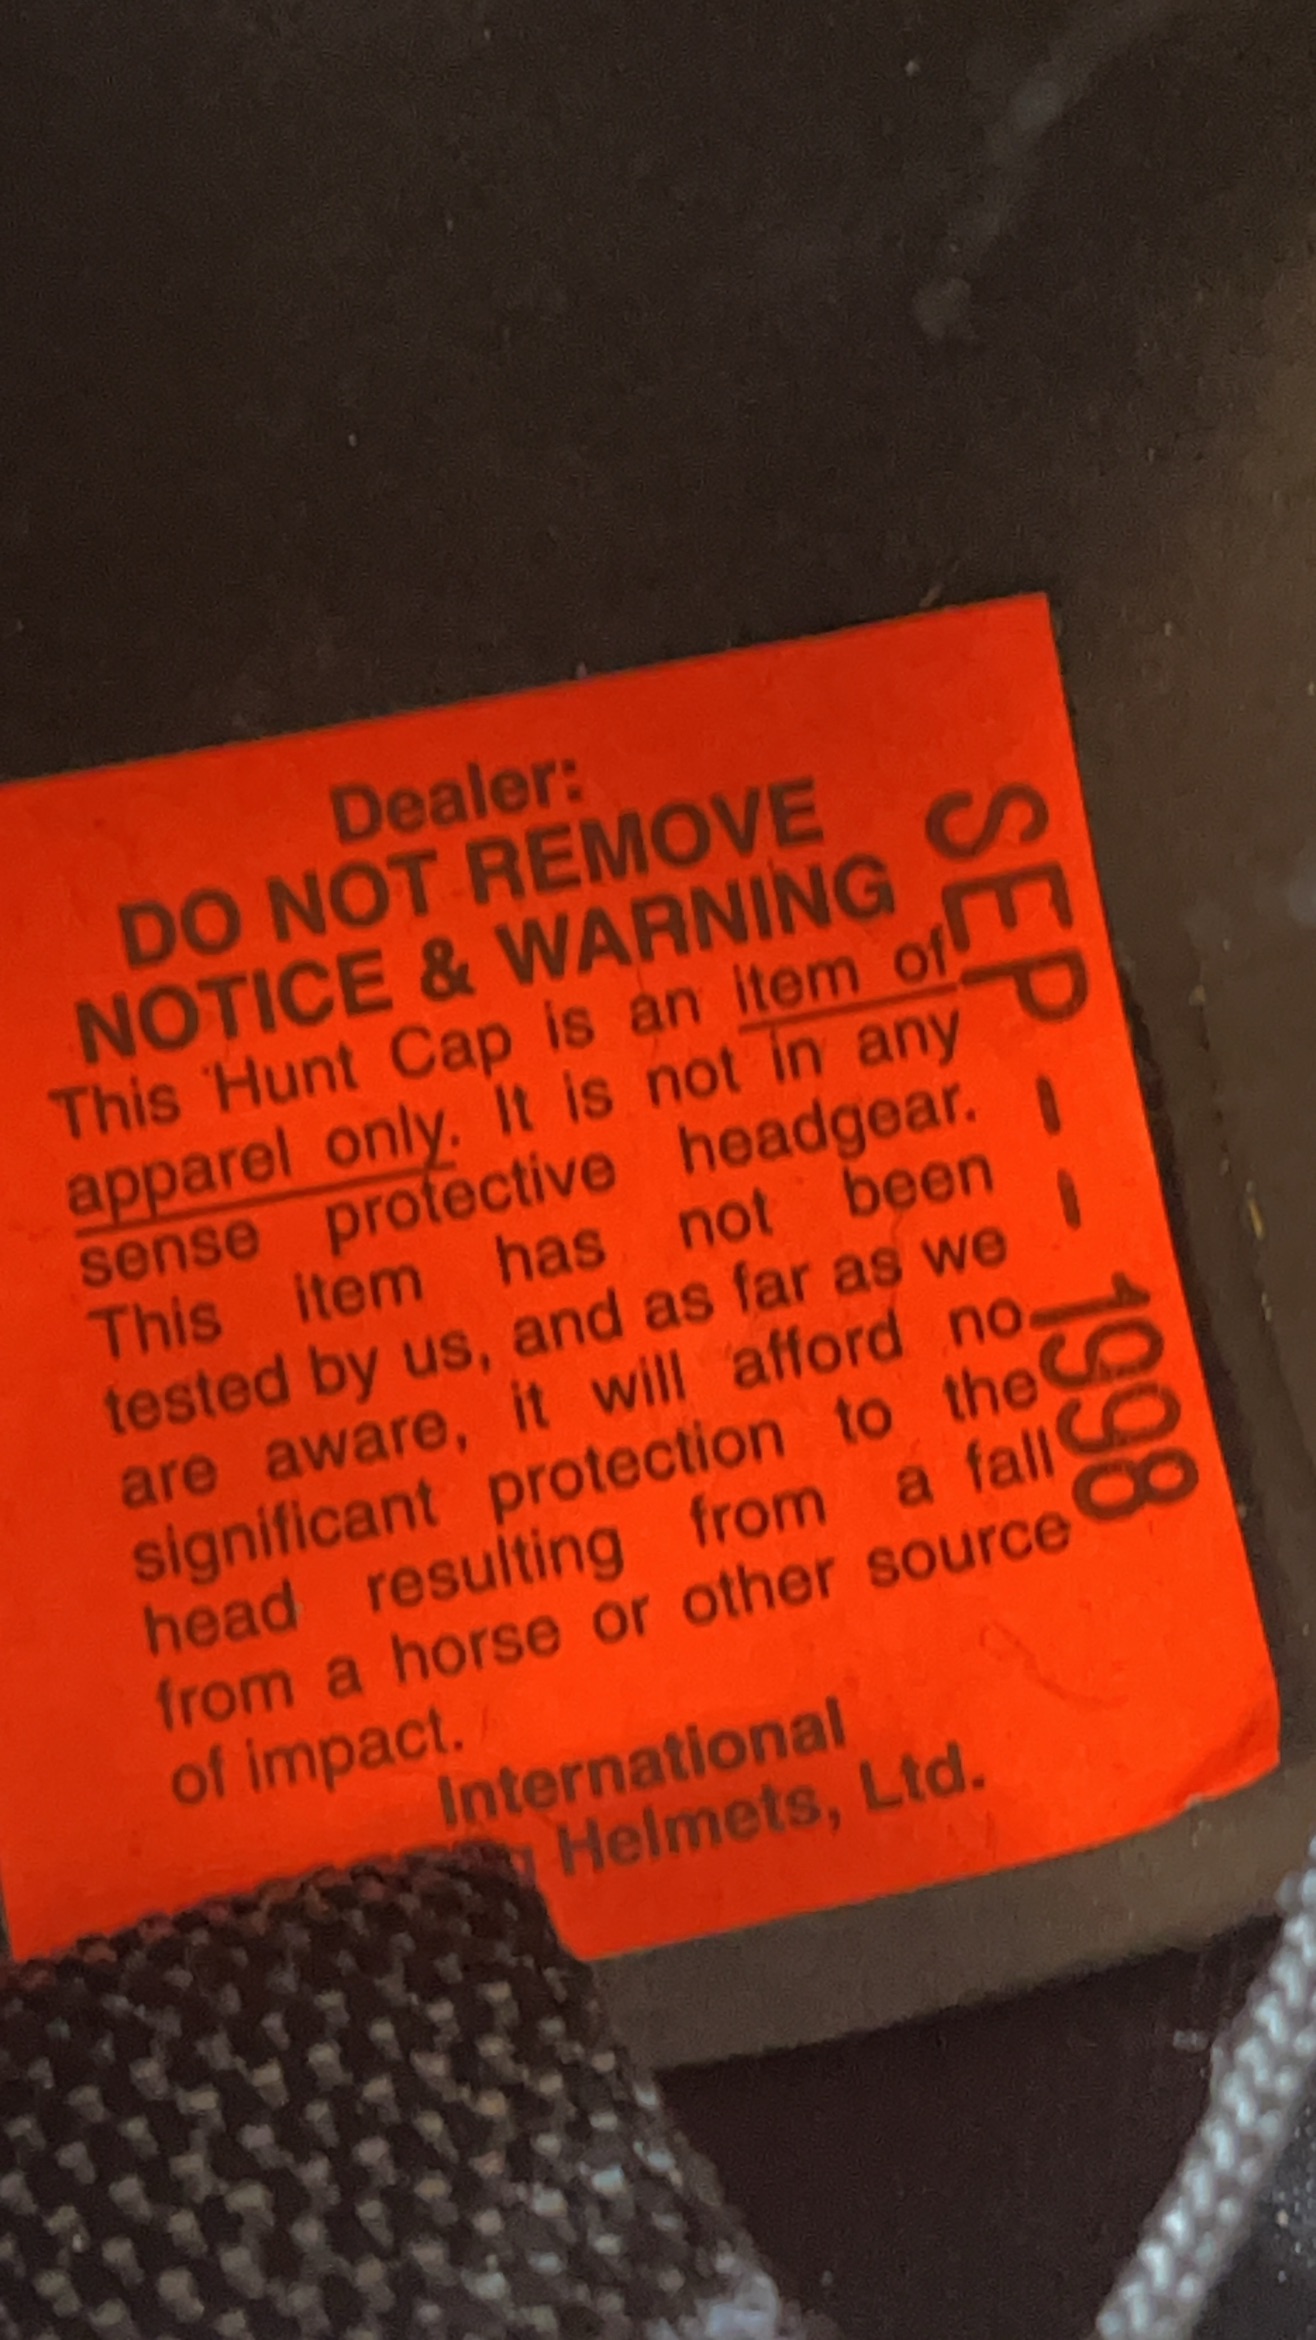 Dealer:
DO NOT REMOVE
NOTICE & WARNING
This Hunt Cap is an item of
apparel only. It is not in any
sense protective headgear.
This item has not been
tested by us, and as far as we
are aware, it will afford no
significant protection to the
head resulting from a fall
from a horse or other source
of impact.
International
Helmets, Ltd.
SEP -- 1998